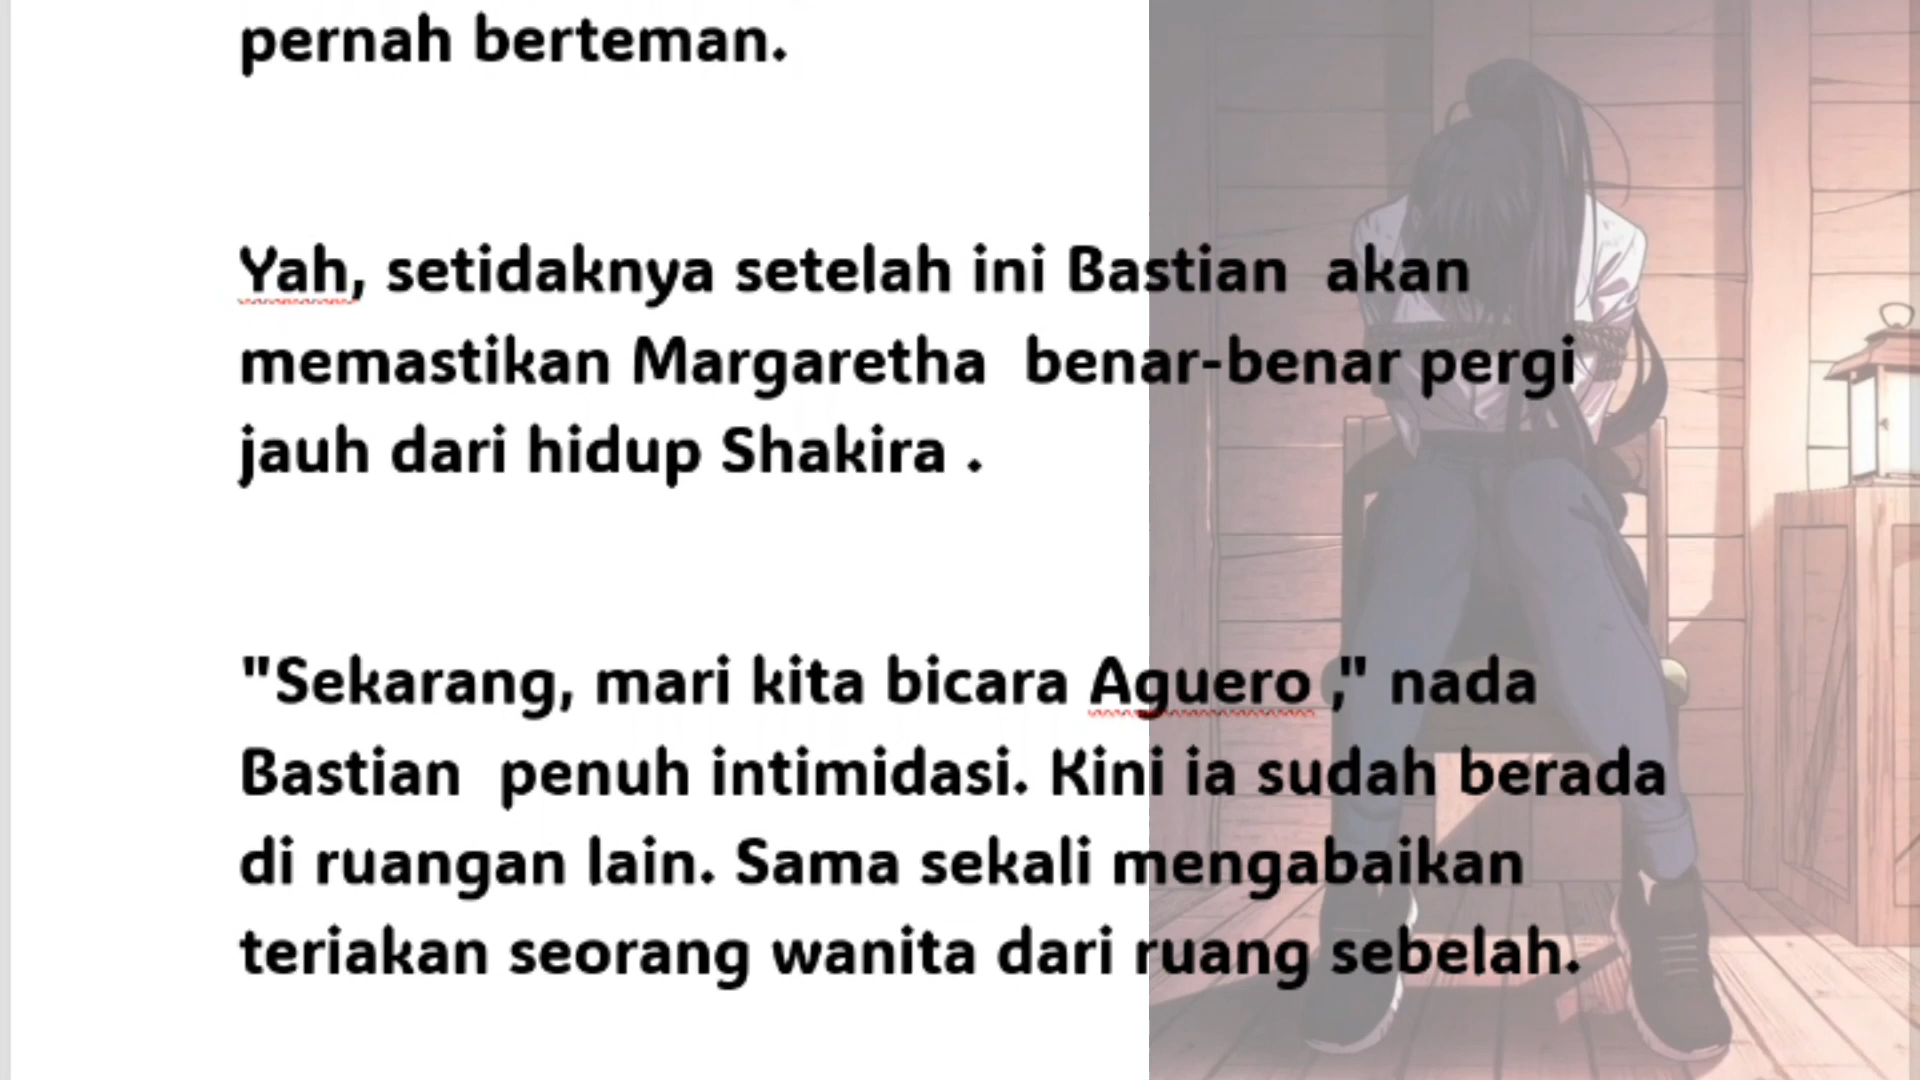 pernah berteman.
Yah, setidaknya setelah ini Bastian  akan
memastikan Margaretha  benar-benar pergi
jauh dari hidup Shakira .
"Sekarang, mari kita bicara Aguero ," nada
Bastian  penuh intimidasi. Kini ia sudah berada
di ruangan lain. Sama sekali mengabaikan
teriakan seorang wanita dari ruang sebelah.